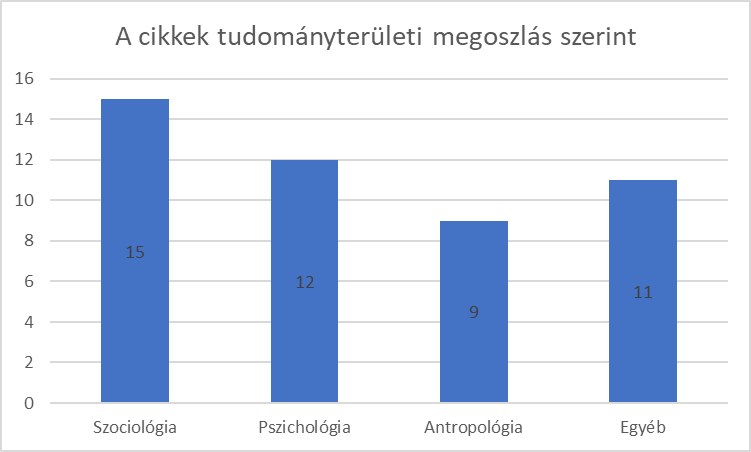 A cikkek tudományterületi megoszlás szerint
16
14
12
10
8
6
4
2
0
15
12
9
11
Szociológia
Pszichológia
Antropológia
Egyéb